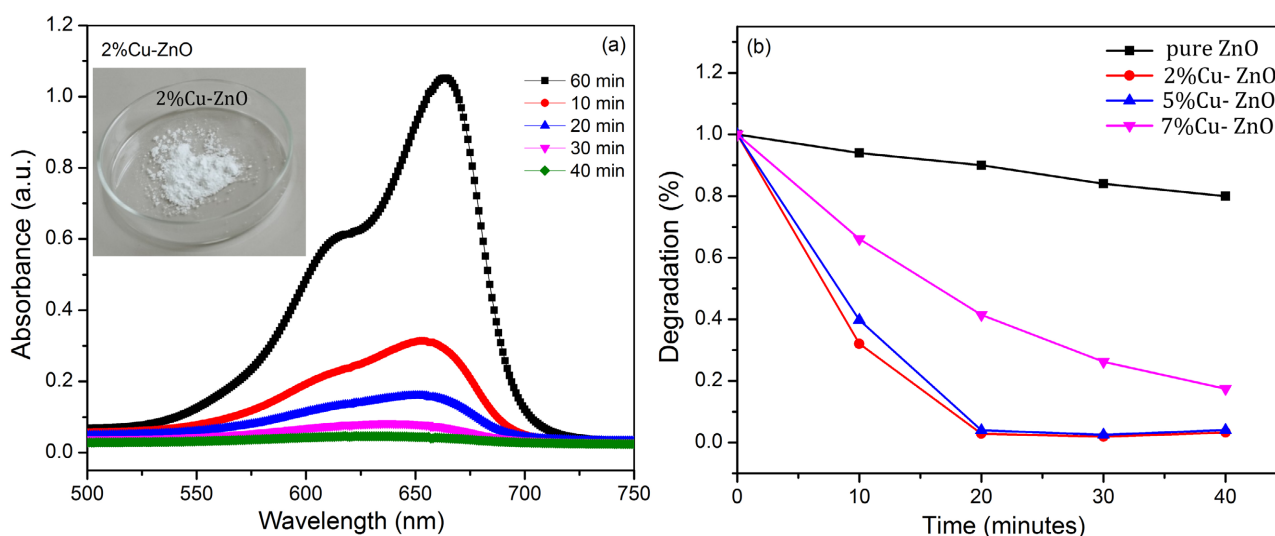 2%Cu-ZnO
(a)
2%Cu-ZnO
60 min
10 min
20 min
30 min
40 min
Absorbance (a.u.)
1.2
1.0
0.8
0.6
0.4
0.2
0.0
500 550 600 650 700 750
Wavelength (nm)
(b)
pure ZnO
2%Cu- ZnO
5%Cu- ZnO
7%Cu- ZnO
Degradation (%)
1.2
1.0
0.8
0.6
0.4
0.2
0.0
0 10 20 30 40
Time (minutes)